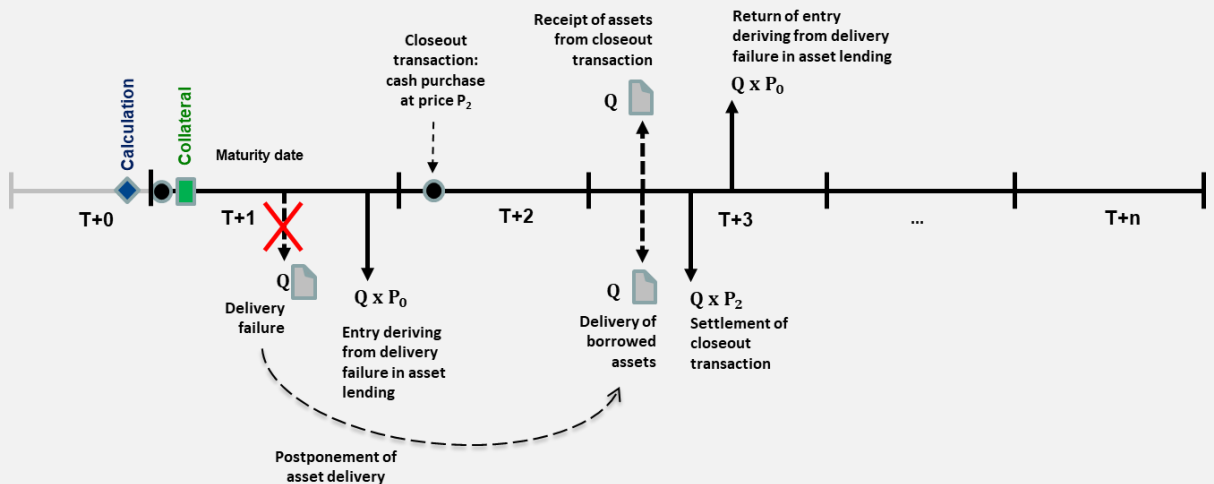 Calculation
Collateral
Maturity date
Closeout
transaction:
cash purchase
at price P₂
Receipt of assets
from closeout
transaction
Q
Return of entry
deriving from delivery
failure in asset lending
Q x P₀
T+0
T+1
T+2
T+3
...
T+n
Q
Delivery
failure
Q x P₀
Entry deriving
from delivery
failure in asset
lending
Q
Delivery of
borrowed
assets
Q x P₂
Settlement of
closeout
transaction
Postponement of
asset delivery